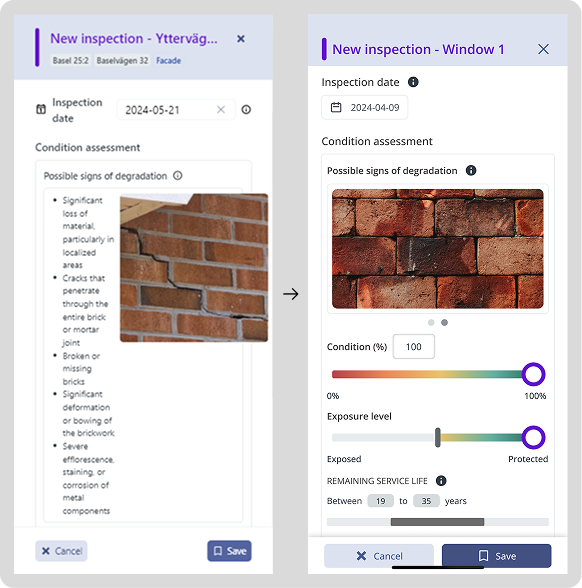 New inspection - Ytterväg...
Basel 25:2 Baselvägen 32 Facade
Inspection
date
2024-05-21
Condition assessment
Possible signs of degradation
• Significant
loss of
material,
particularly in
localized
areas
• Cracks that
penetrate
through the
entire brick
or mortar
joint
• Broken or
missing
bricks
• Significant
deformation
or bowing of
the brickwork
• Severe
efflorescence,
staining, or
corrosion of
metal
components
Cancel
Save
New inspection - Window 1
Inspection date
2024-04-09
Condition assessment
Possible signs of degradation
Condition (%) 100
0% 100%
Exposure level
Exposed Protected
REMAINING SERVICE LIFE
Between 19 to 35 years
Cancel
Save